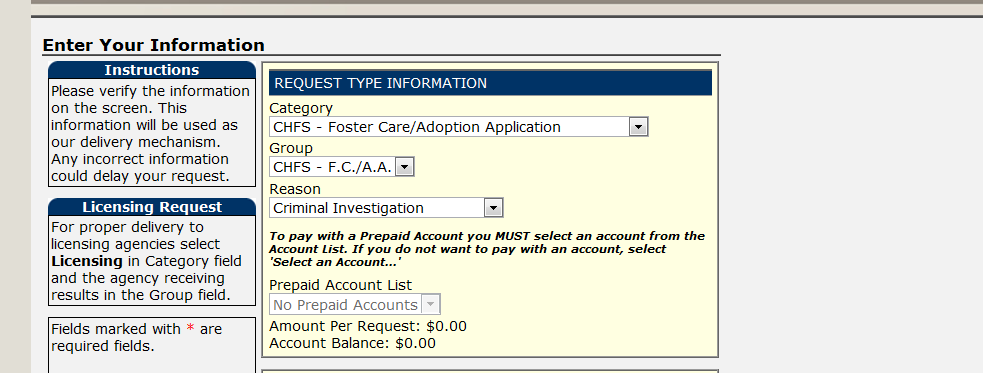 Enter Your Information
Instructions
Please verify the information
on the screen. This
information will be used as
our delivery mechanism.
Any incorrect information
could delay your request.
Licensing Request
For proper delivery to
licensing agencies select
Licensing in Category field
and the agency receiving
results in the Group field.
Fields marked with * are
required fields.
REQUEST TYPE INFORMATION
Category
CHFS - Foster Care/Adoption Application
Group
CHFS - F.C./A.A.
Reason
Criminal Investigation
To pay with a Prepaid Account you MUST select an account from the
Account List. If you do not want to pay with an account, select
'Select an Account...'
Prepaid Account List
No Prepaid Accounts
Amount Per Request: $0.00
Account Balance: $0.00